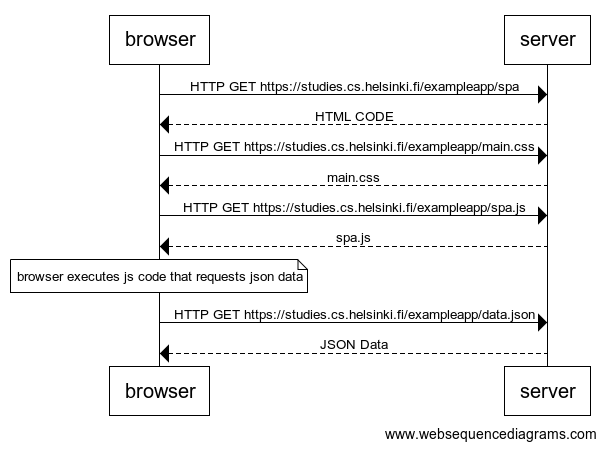 browser
server
HTTP GET https://studies.cs.helsinki.fi/exampleapp/spa
HTML CODE
HTTP GET https://studies.cs.helsinki.fi/exampleapp/main.css
main.css
HTTP GET https://studies.cs.helsinki.fi/exampleapp/spa.js
spa.js
browser executes js code that requests json data
HTTP GET https://studies.cs.helsinki.fi/exampleapp/data.json
JSON Data
browser
server
www.websequencediagrams.com